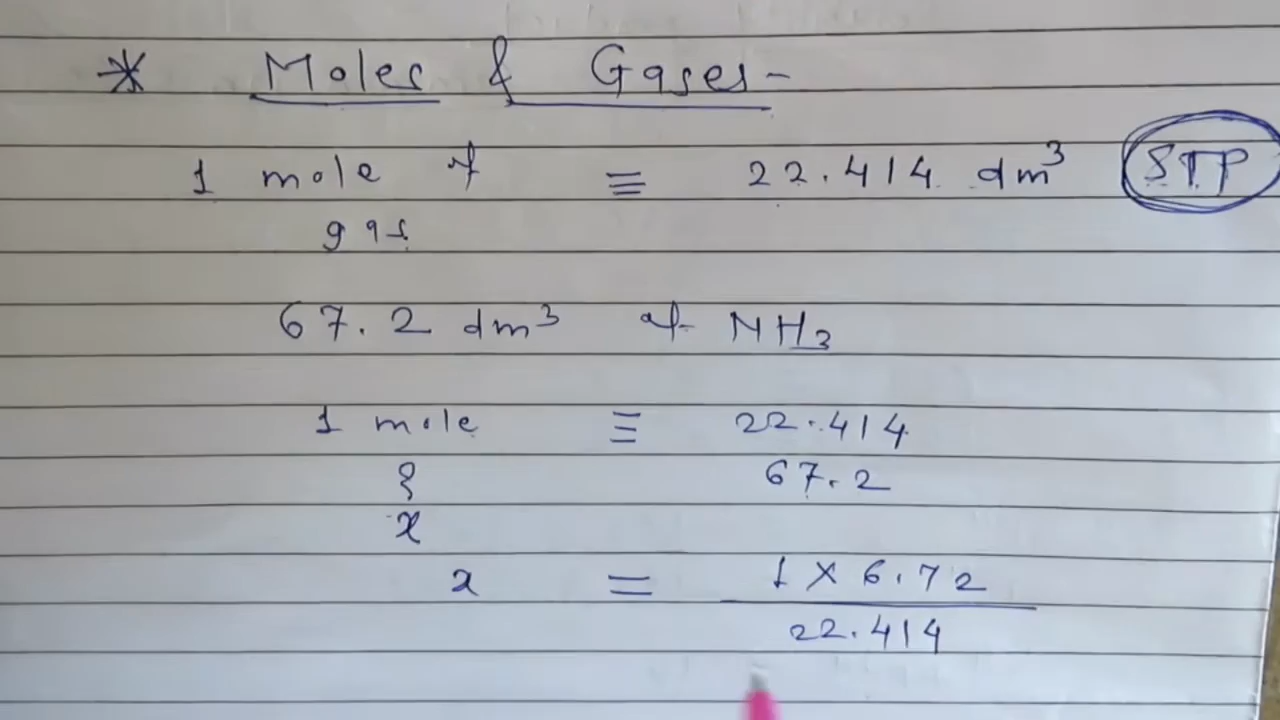 * Moles & Gases-
1 mole of ≡ 22.414 dm³ STP
gas
67.2 dm³ of NH₃
1 mole ≡ 22.414
67.2
x
x = 1 × 6.72
22.414